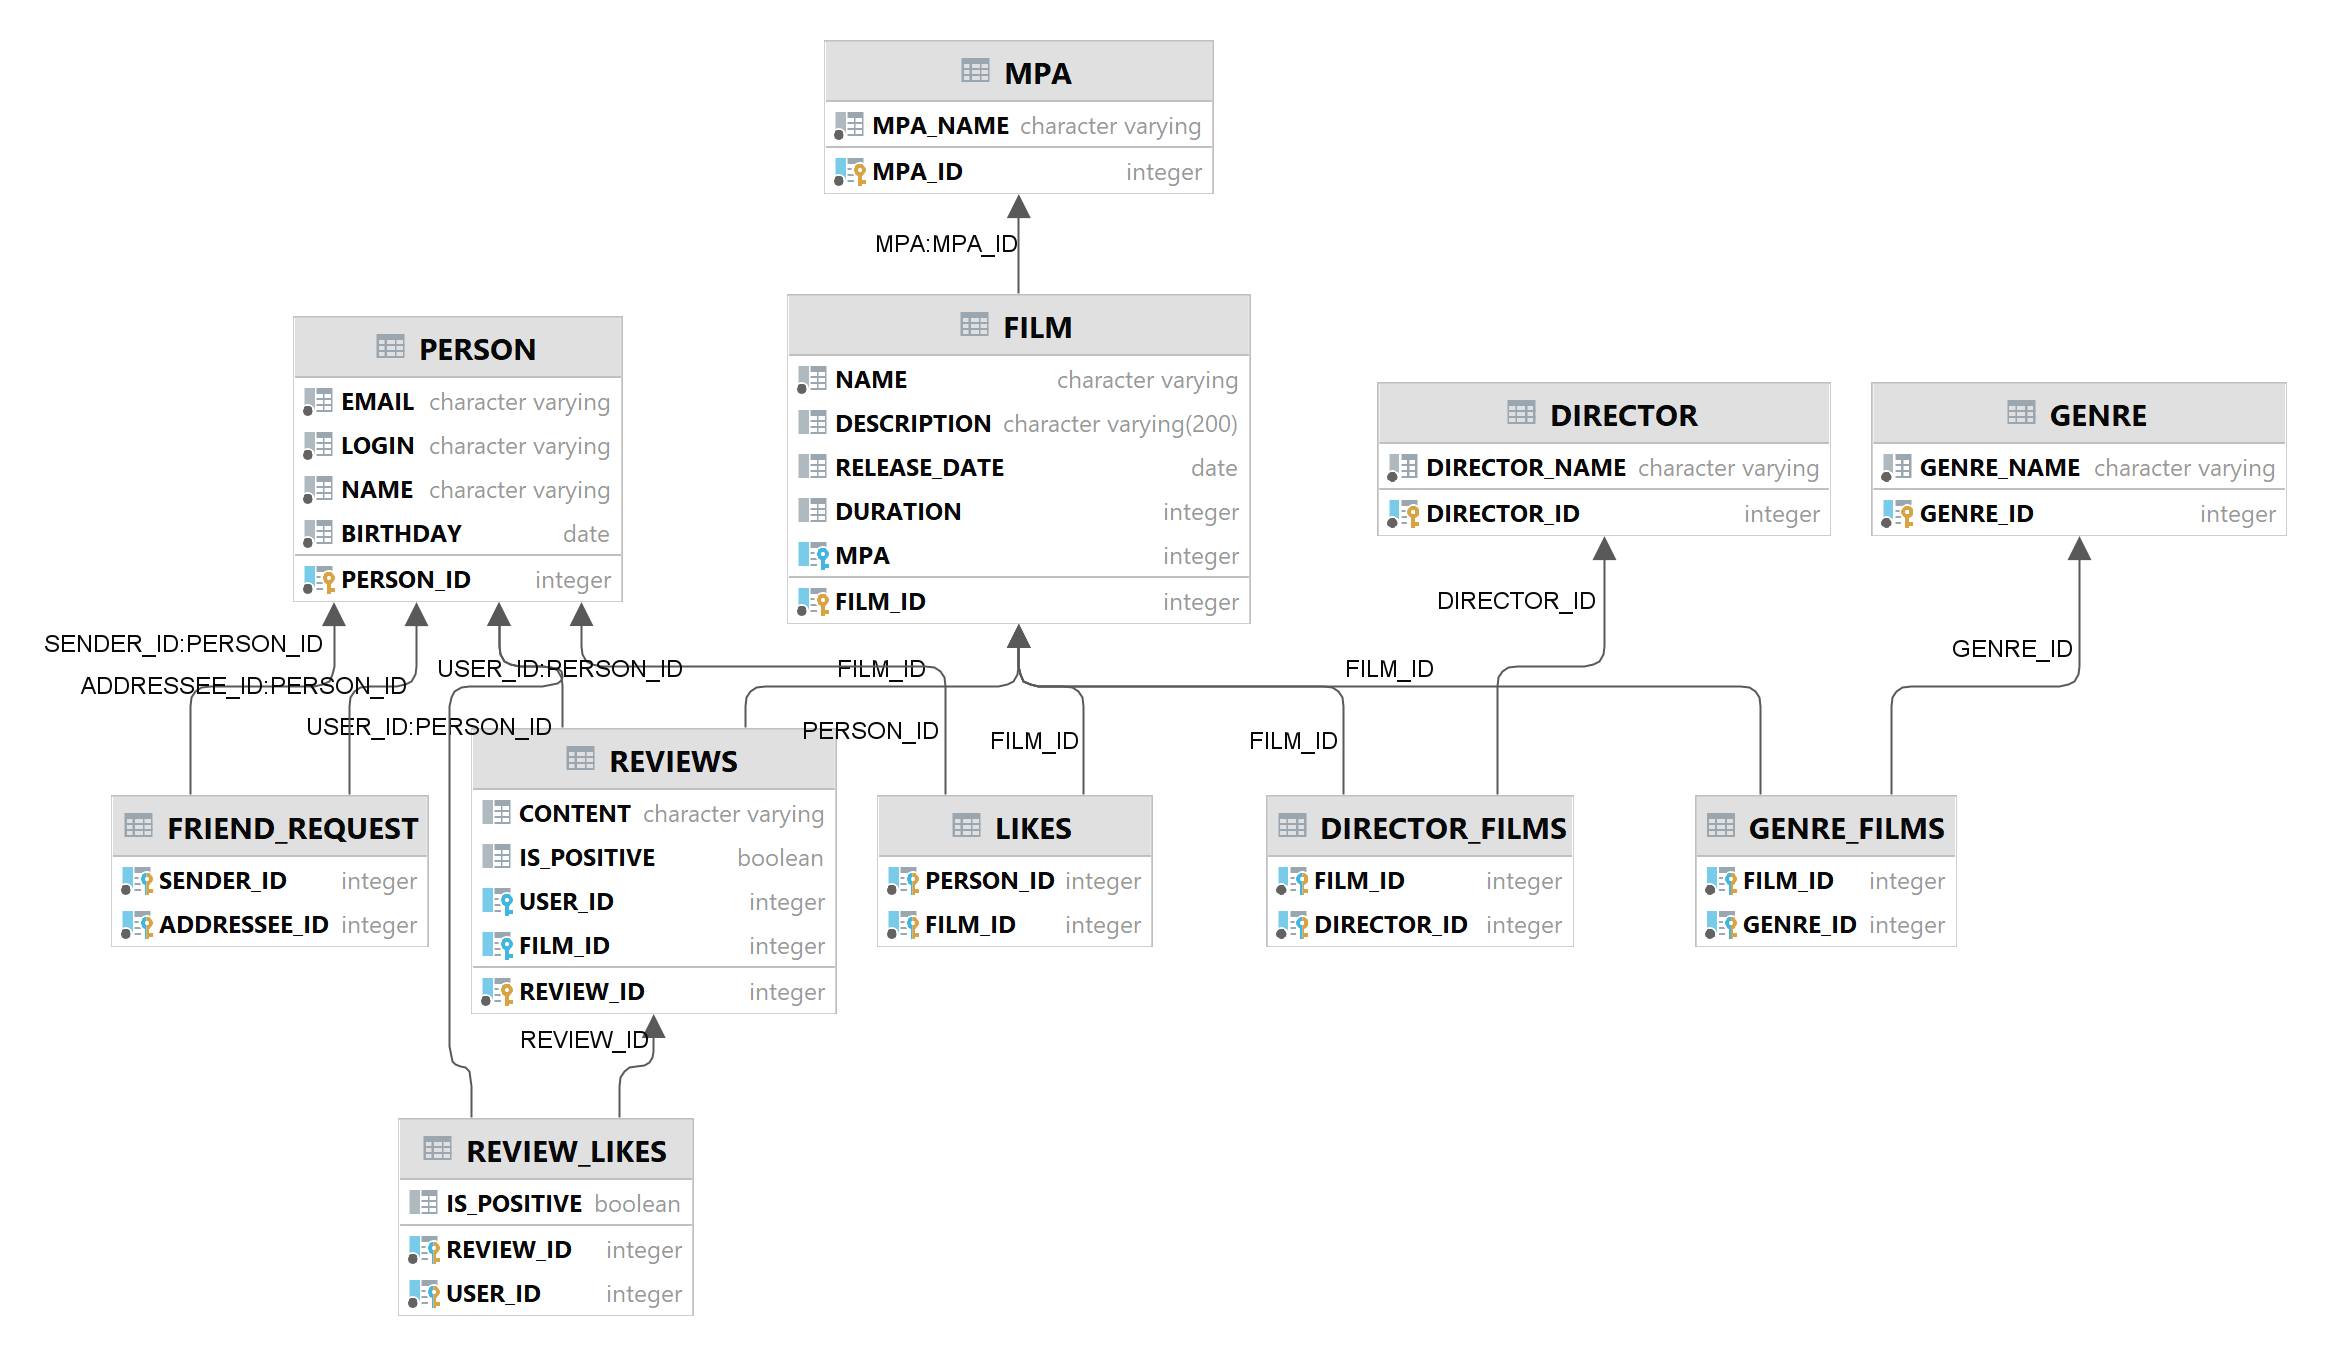 MPA
MPA_NAME character varying
MPA_ID integer
MPA:MPA_ID
PERSON
EMAIL character varying
LOGIN character varying
NAME character varying
BIRTHDAY date
PERSON_ID integer
FILM
NAME character varying
DESCRIPTION character varying(200)
RELEASE_DATE date
DURATION integer
MPA integer
FILM_ID integer
DIRECTOR
DIRECTOR_NAME character varying
DIRECTOR_ID integer
GENRE
GENRE_NAME character varying
GENRE_ID integer
SENDER_ID:PERSON_ID
ADDRESSEE_ID:PERSON_ID
USER_ID:PERSON_ID
USER_ID:PERSON_ID
FILM_ID
PERSON_ID
FILM_ID
FILM_ID
FILM_ID
DIRECTOR_ID
GENRE_ID
FRIEND_REQUEST
SENDER_ID integer
ADDRESSEE_ID integer
REVIEWS
CONTENT character varying
IS_POSITIVE boolean
USER_ID integer
FILM_ID integer
REVIEW_ID integer
LIKES
PERSON_ID integer
FILM_ID integer
DIRECTOR_FILMS
FILM_ID integer
DIRECTOR_ID integer
GENRE_FILMS
FILM_ID integer
GENRE_ID integer
REVIEW_ID
REVIEW_LIKES
IS_POSITIVE boolean
REVIEW_ID integer
USER_ID integer